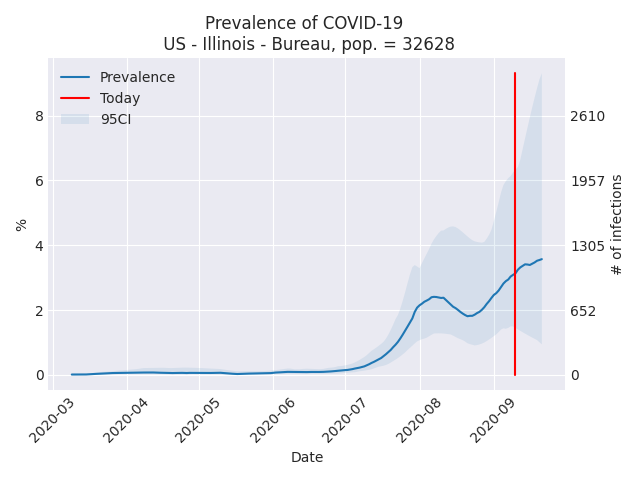 Prevalence of COVID-19
US - Illinois - Bureau, pop. = 32628
Prevalence
Today
95CI
%
8
6
4
2
0
2610
1957
1305
652
0
# of infections
2020-03
2020-04
2020-05
2020-06
2020-07
2020-08
2020-09
Date